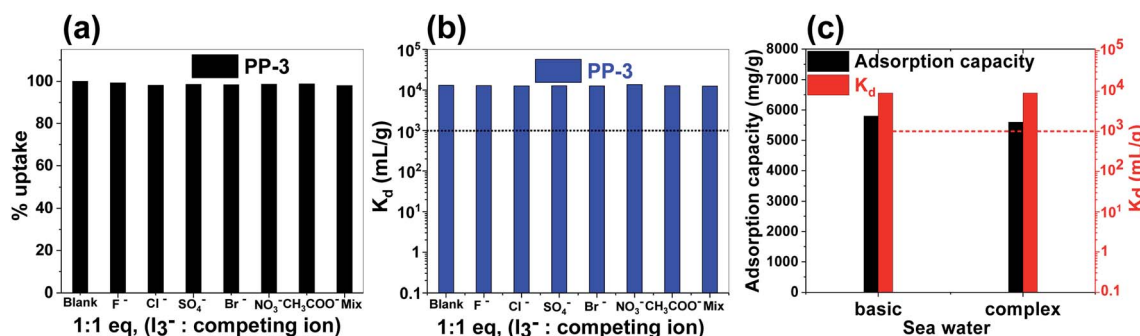 (a)
PP-3
% uptake
100
80
60
40
20
0
Blank F⁻ Cl⁻ SO₄⁻ Br⁻ NO₃⁻ CH₃COO⁻ Mix
1:1 eq, (I₃⁻ : competing ion)
(b)
PP-3
K_d (mL/g)
10⁵
10⁴
10³
10²
10¹
1
0.1
Blank F⁻ Cl⁻ SO₄⁻ Br⁻ NO₃⁻ CH₃COO⁻ Mix
1:1 eq, (I₃⁻ : competing ion)
(c)
Adsorption capacity
K_d
Adsorption capacity (mg/g)
8000
7000
6000
5000
4000
3000
2000
1000
0
10⁵
10⁴
10³
10²
10¹
1
0.1
Kd (mL/g)
basic complex
Sea water